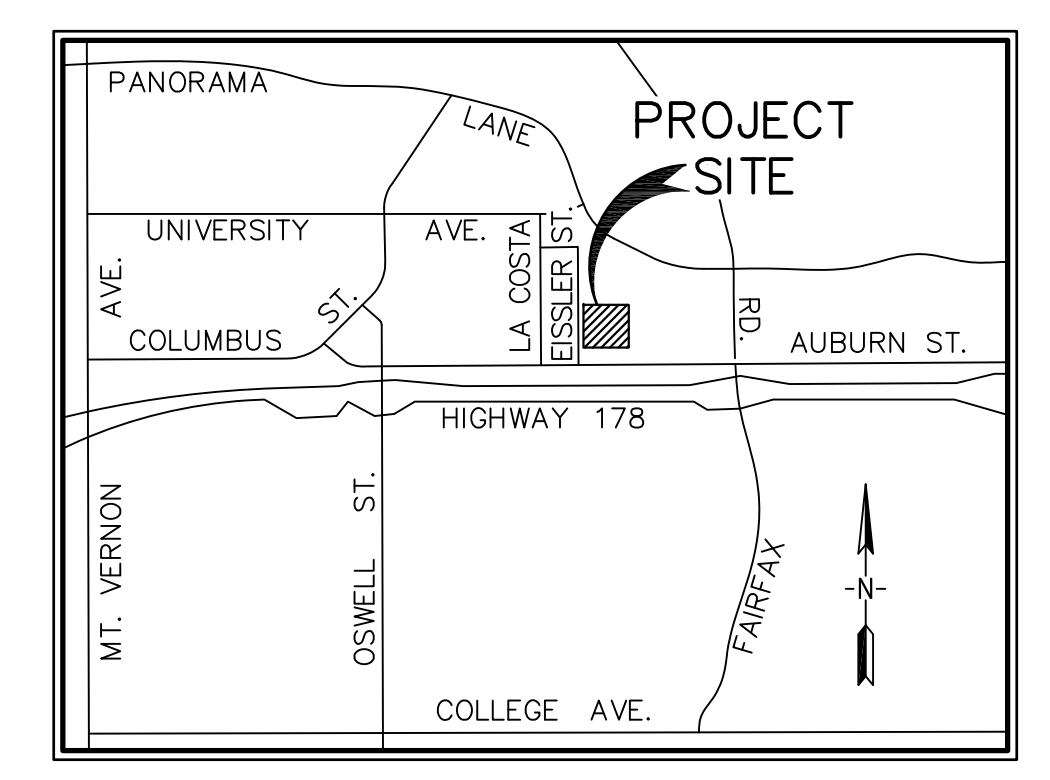 PANORAMA
LANE
PROJECT
SITE
UNIVERSITY AVE.
AVE.
ST.
COLUMBUS
LA COSTA
EISSLER ST.
RD.
AUBURN ST.
HIGHWAY 178
MT. VERNON
OSWELL ST.
FAIRFAX
-N-
COLLEGE AVE.